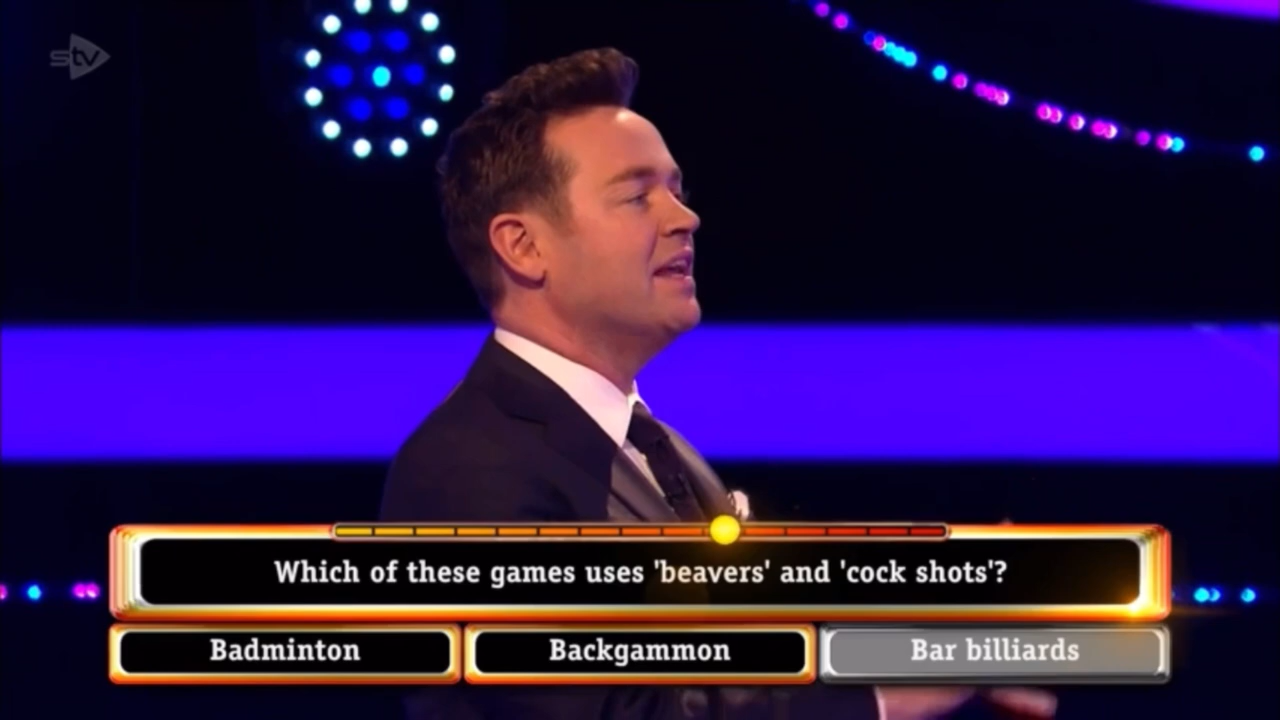 stv
Which of these games uses 'beavers' and 'cock shots'?
Badminton
Backgammon
Bar billiards